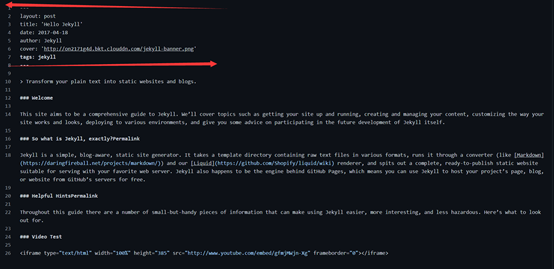 1 ---
2 layout: post
3 title: 'Hello Jekyll'
4 date: 2017-04-18
5 author: Jekyll
6 cover: 'http://on2171g4d.bkt.clouddn.com/jekyll-banner.png'
7 tags: jekyll
8 ---
9
10 > Transform your plain text into static websites and blogs.
11
12 ### Welcome
13
14 This site aims to be a comprehensive guide to Jekyll. We'll cover topics such as getting your site up and running, creating and managing your content, customizing the way your
site works and looks, deploying to various environments, and give you some advice on participating in the future development of Jekyll itself.
15
16 ### So what is Jekyll, exactly?Permalink
17
18 Jekyll is a simple, blog-aware, static site generator. It takes a template directory containing raw text files in various formats, runs it through a converter (like [Markdown]
(https://daringfireball.net/projects/markdown/)) and our [Liquid](https://github.com/Shopify/liquid/wiki) renderer, and spits out a complete, ready-to-publish static website
suitable for serving with your favorite web server. Jekyll also happens to be the engine behind GitHub Pages, which means you can use Jekyll to host your project's page, blog,
or website from GitHub's servers for free.
19
20 ### Helpful HintsPermalink
21
22 Throughout this guide there are a number of small-but-handy pieces of information that can make using Jekyll easier, more interesting, and less hazardous. Here's what to look
out for.
23
24 ### Video Test
25
26 <iframe type="text/html" width="100%" height="385" src="http://www.youtube.com/embed/gfmjMWjn-Xg" frameborder="0"></iframe>